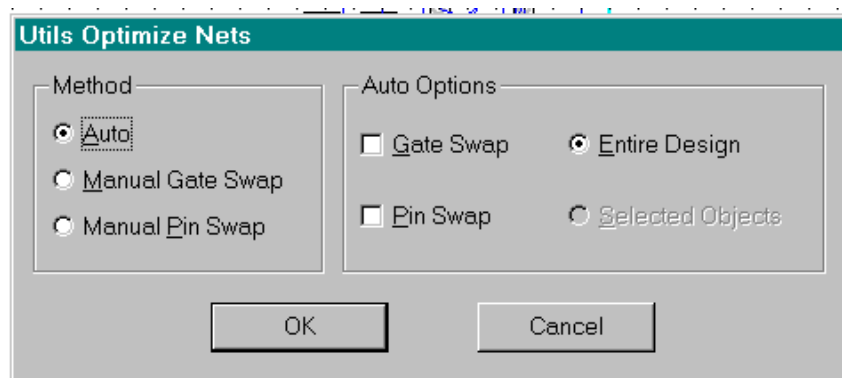 Utils Optimize Nets
Method
Auto
Manual Gate Swap
Manual Pin Swap
Auto Options
Gate Swap
Entire Design
Pin Swap
Selected Objects
OK
Cancel